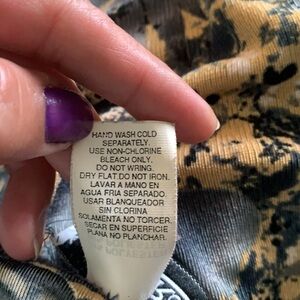 HAND WASH COLD
SEPARATELY.
USE NON-CHLORINE
BLEACH ONLY.
DO NOT WRING.
DRY FLAT.DO NOT IRON.
LAVAR A MANO EN
AGUA FRIA SEPARADO.
USAR BLANQUEADOR
SIN CLORINA
SOLAMENTA NO TORCER.
SECAR EN SUPERFICIE
PLANA NO PLANCHAR.